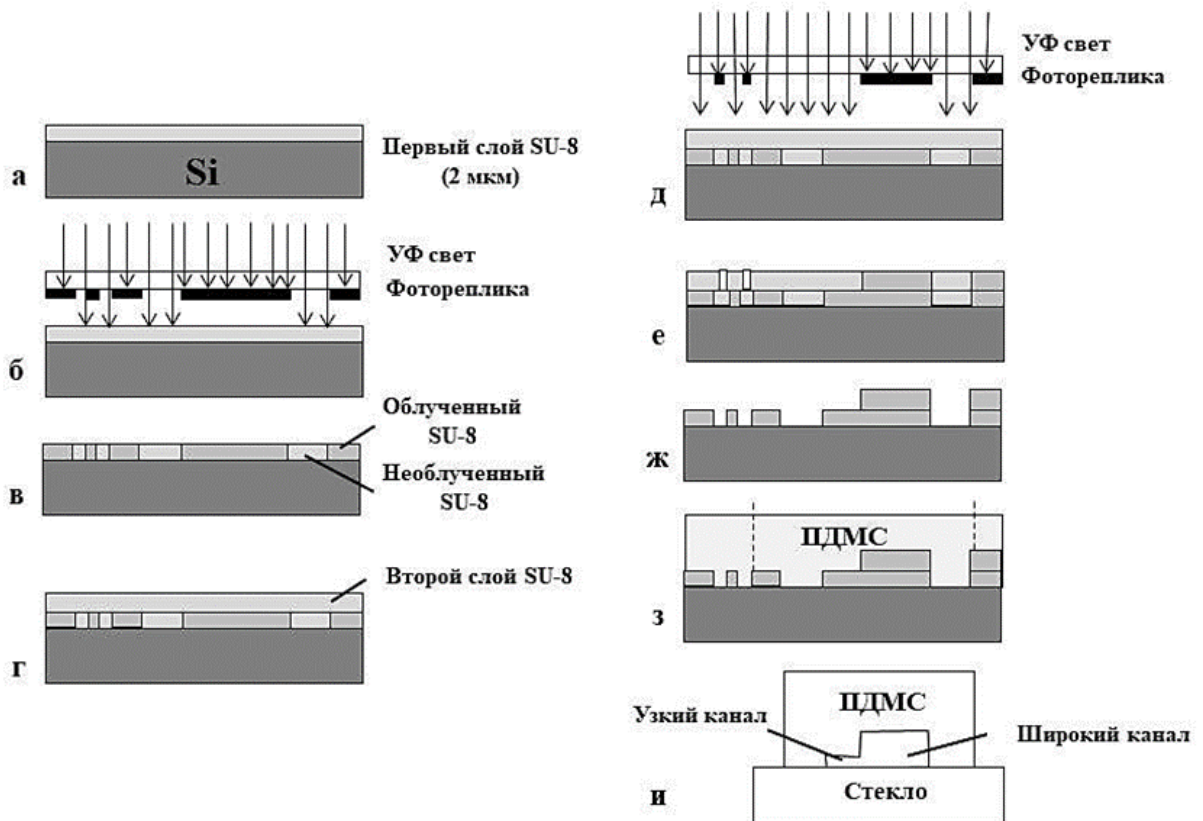 а
Si
Первый слой SU-8
(2 мкм)
УФ свет
Фотореплика
б
Облученный
SU-8
Необлученный
SU-8
в
Второй слой SU-8
г
УФ свет
Фотореплика
д
е
ж
ПДМС
з
ПДМС
Узкий канал
Широкий канал
Стекло
и